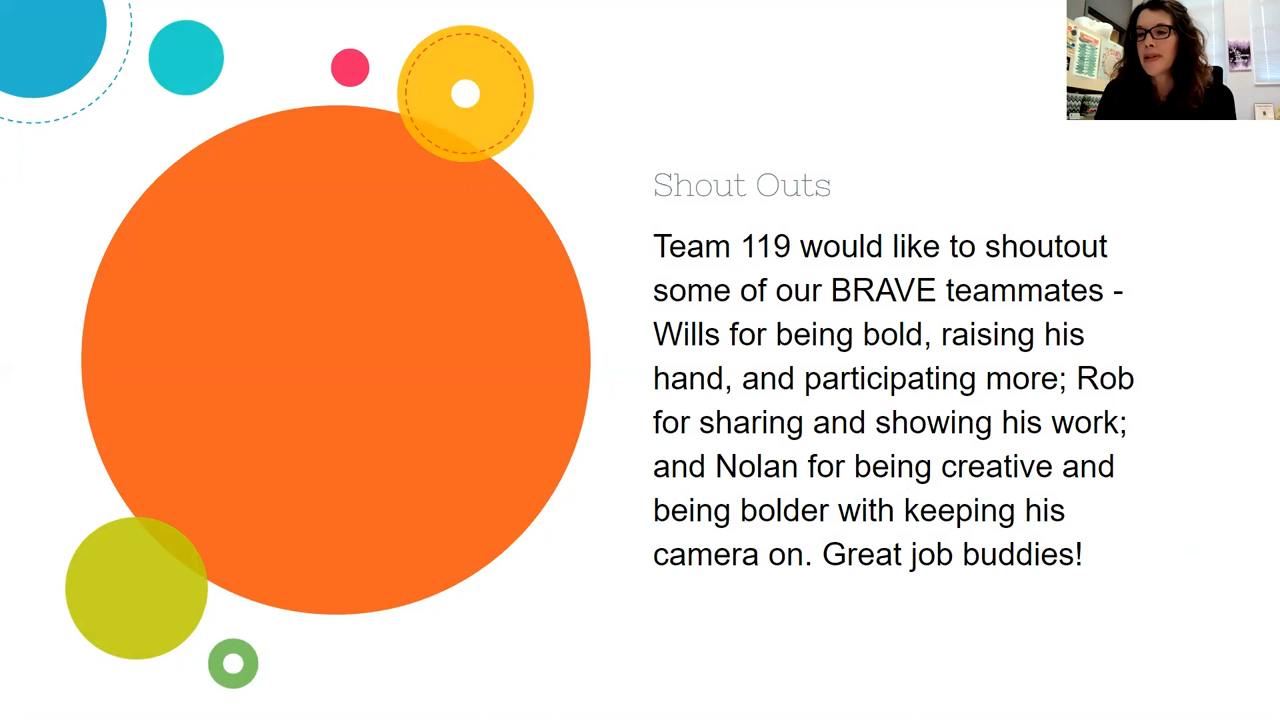 Shout Outs
Team 119 would like to shoutout
some of our BRAVE teammates -
Wills for being bold, raising his
hand, and participating more; Rob
for sharing and showing his work;
and Nolan for being creative and
being bolder with keeping his
camera on. Great job buddies!